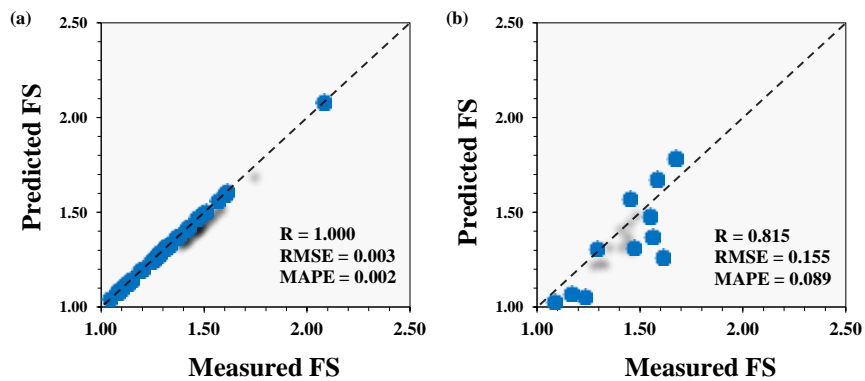 (a)
2.50
2.00
1.50
1.00
Predicted FS
R = 1.000
RMSE = 0.003
MAPE = 0.002
1.00 1.50 2.00 2.50
Measured FS
(b)
2.50
2.00
1.50
1.00
Predicted FS
R = 0.815
RMSE = 0.155
MAPE = 0.089
1.00 1.50 2.00 2.50
Measured FS